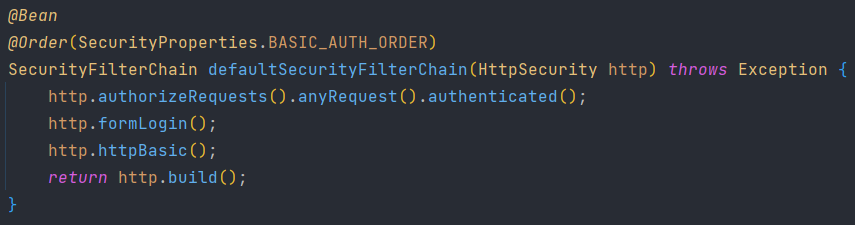 @Bean
@Order(SecurityProperties.BASIC_AUTH_ORDER)
SecurityFilterChain defaultSecurityFilterChain(HttpSecurity http) throws Exception {
    http.authorizeRequests().anyRequest().authenticated();
    http.formLogin();
    http.httpBasic();
    return http.build();
}